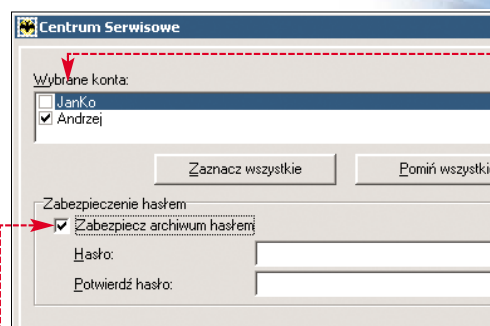 Centrum Serwisowe
Wybrane konta:
JanKo
Andrzej
Zaznacz wszystkie
Pomiń wszystki
Zabezpieczenie hasłem
Zabezpiecz archiwum hasłem
Hasło:
Potwierdź hasło: